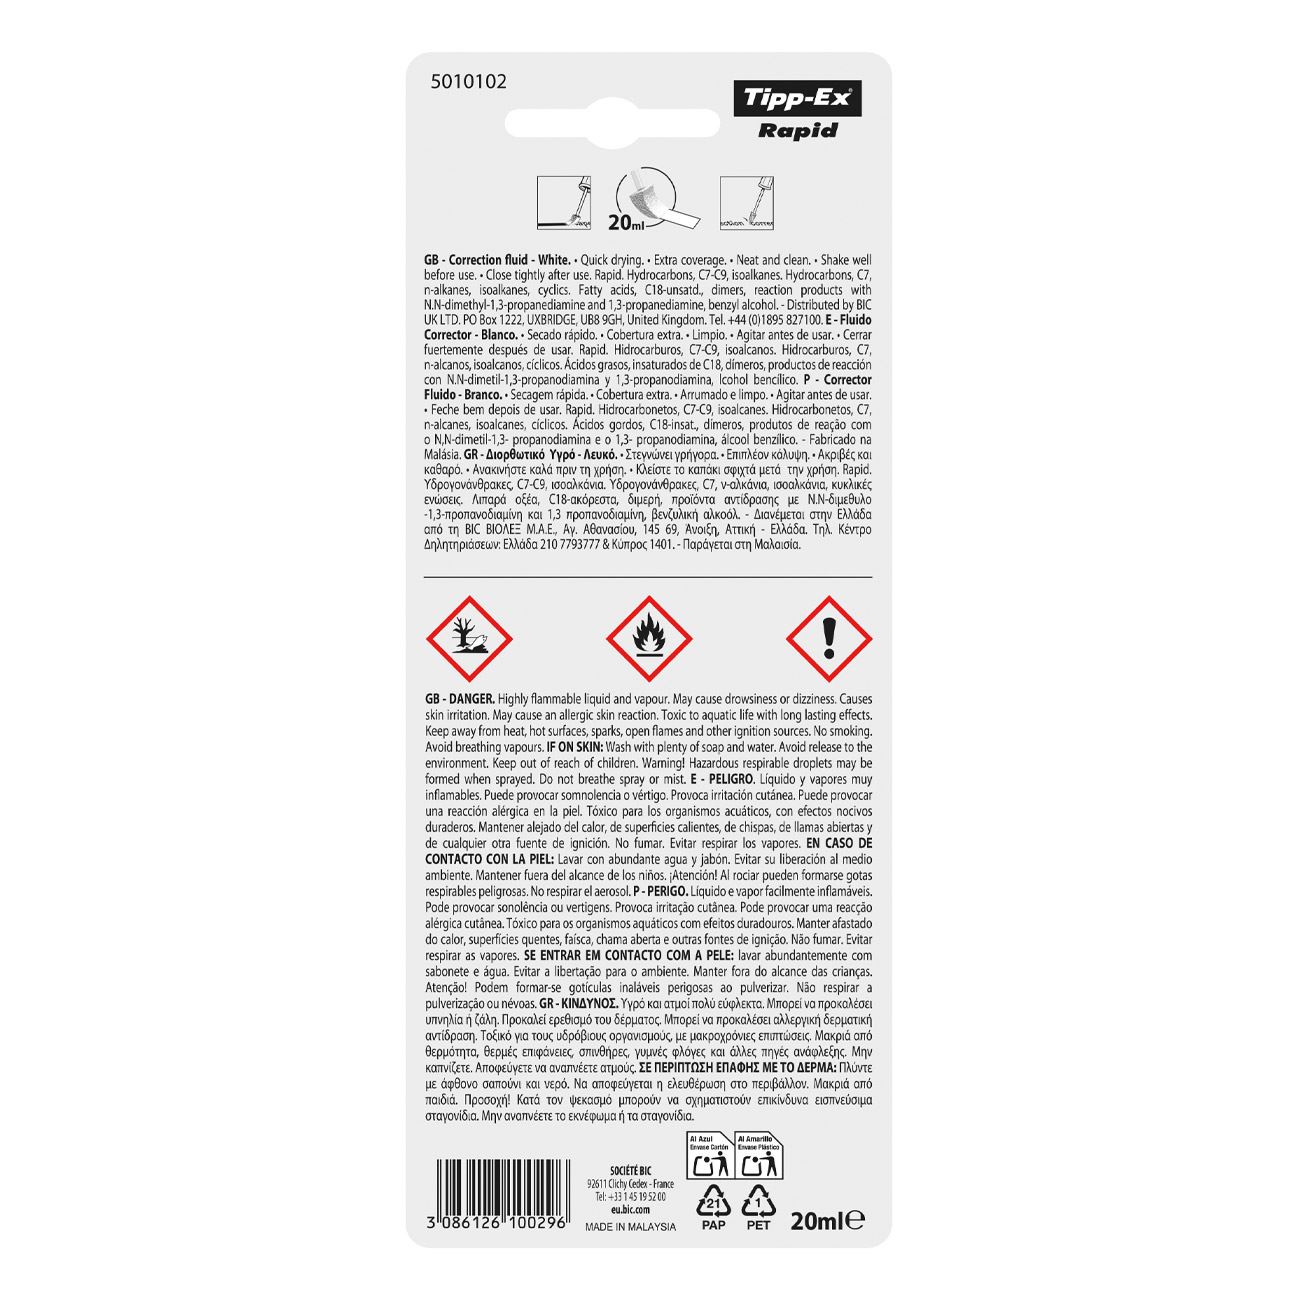 5010102
Tipp-Ex®
Rapid
20ml
GB - Correction fluid - White. • Quick drying. • Extra coverage. • Neat and clean. • Shake well
before use. • Close tightly after use. Rapid. Hydrocarbons, C7-C9, isoalkanes. Hydrocarbons, C7,
n-alkanes, isoalkanes, cyclics. Fatty acids, C18-unsatd., dimers, reaction products with
N.N-dimethyl-1,3-propanediamine and 1,3-propanediamine, benzyl alcohol. - Distributed by BIC
UK LTD. PO Box 1222, UXBRIDGE, UB8 9GH, United Kingdom. Tel. +44 (0)1895 827100. E - Fluido
Corrector - Blanco. • Secado rápido. • Cobertura extra. • Limpio. • Agitar antes de usar. • Cerrar
fuertemente después de usar. Rapid. Hidrocarburos, C7-C9, isoalcanos. Hidrocarburos, C7,
n-alcanos, isoalcanos, cíclicos. Ácidos grasos, insaturados de C18, dímeros, productos de reacción
con N.N-dimetil-1,3-propanodiamina y 1,3-propanodiamina, lcohol bencílico. P - Corrector
Fluido - Branco. • Secagem rápida. • Cobertura extra. • Arrumado e limpo. • Agitar antes de usar.
• Feche bem depois de usar. Rapid. Hidrocarbonetos, C7-C9, isoalcanes. Hidrocarbonetos, C7,
n-alcanes, isoalcanes, cíclicos. Ácidos gordos, C18-insat., dímeros, produtos de reação com
o N,N-dimetil-1,3- propanodiamina e o 1,3- propanodiamina, álcool benzílico. - Fabricado na
Malásia. GR - Διορθωτικό Υγρό - Λευκό. • Στεγνώνει γρήγορα. • Επιπλέον κάλυψη. • Ακριβές και
καθαρό. • Ανακινήστε καλά πριν τη χρήση. • Κλείστε το καπάκι σφιχτά μετά την χρήση. Rapid.
Υδρογονάνθρακες, C7-C9, ισοαλκάνια. Υδρογονάνθρακες, C7, ν-αλκάνια, ισοαλκάνια, κυκλικές
ενώσεις. Λιπαρά οξέα, C18-ακόρεστα, διμερή, προϊόντα αντίδρασης με N.N-διμεθυλο
-1,3-προπανοδιαμίνη και 1,3 προπανοδιαμίνη, βενζυλική αλκοόλ. - Διανέμεται στην Ελλάδα
από τη BIC ΒΙΟΛΕΞ Μ.Α.Ε., Αγ. Αθανασίου, 145 69, Άνοιξη, Αττική - Ελλάδα. Τηλ. Κέντρο
Δηλητηριάσεων: Ελλάδα 210 7793777 & Κύπρος 1401. - Παράγεται στη Μαλαισία.
GB - DANGER. Highly flammable liquid and vapour. May cause drowsiness or dizziness. Causes
skin irritation. May cause an allergic skin reaction. Toxic to aquatic life with long lasting effects.
Keep away from heat, hot surfaces, sparks, open flames and other ignition sources. No smoking.
Avoid breathing vapours. IF ON SKIN: Wash with plenty of soap and water. Avoid release to the
environment. Keep out of reach of children. Warning! Hazardous respirable droplets may be
formed when sprayed. Do not breathe spray or mist. E - PELIGRO. Líquido y vapores muy
inflamables. Puede provocar somnolencia o vértigo. Provoca irritación cutánea. Puede provocar
una reacción alérgica en la piel. Tóxico para los organismos acuáticos, con efectos nocivos
duraderos. Mantener alejado del calor, de superficies calientes, de chispas, de llamas abiertas y
de cualquier otra fuente de ignición. No fumar. Evitar respirar los vapores. EN CASO DE
CONTACTO CON LA PIEL: Lavar con abundante agua y jabón. Evitar su liberación al medio
ambiente. Mantener fuera del alcance de los niños. ¡Atención! Al rociar pueden formarse gotas
respirables peligrosas. No respirar el aerosol. P - PERIGO. Líquido e vapor facilmente inflamáveis.
Pode provocar sonolência ou vertigens. Provoca irritação cutânea. Pode provocar uma reacção
alérgica cutânea. Tóxico para os organismos aquáticos com efeitos duradouros. Manter afastado
do calor, superfícies quentes, faísca, chama aberta e outras fontes de ignição. Não fumar. Evitar
respirar as vapores. SE ENTRAR EM CONTACTO COM A PELE: lavar abundantemente com
sabonete e água. Evitar a libertação para o ambiente. Manter fora do alcance das crianças.
Atenção! Podem formar-se gotículas inaláveis perigosas ao pulverizar. Não respirar a
pulverização ou névoas. GR - ΚΙΝΔΥΝΟΣ. Υγρό και ατμοί πολύ εύφλεκτα. Μπορεί να προκαλέσει
υπνηλία ή ζάλη. Προκαλεί ερεθισμό του δέρματος. Μπορεί να προκαλέσει αλλεργική δερματική
αντίδραση. Τοξικό για τους υδρόβιους οργανισμούς, με μακροχρόνιες επιπτώσεις. Μακριά από
θερμότητα, θερμές επιφάνειες, σπινθήρες, γυμνές φλόγες και άλλες πηγές ανάφλεξης. Μην
καπνίζετε. Αποφεύγετε να αναπνέετε ατμούς. ΣΕ ΠΕΡΙΠΤΩΣΗ ΕΠΑΦΗΣ ΜΕ ΤΟ ΔΕΡΜΑ: Πλύντε
με άφθονο σαπούνι και νερό. Να αποφεύγεται η ελευθέρωση στο περιβάλλον. Μακριά από
παιδιά. Προσοχή! Κατά τον ψεκασμό μπορούν να σχηματιστούν επικίνδυνα εισπνεύσιμα
σταγονίδια. Μην αναπνέετε το εκνέφωμα ή τα σταγονίδια.
Al Azul
Envase Cartón
Al Amarillo
Envase Plástico
3 086126 100296
SOCIÉTÉ BIC
92611 Clichy Cedex - France
Tel: +33 1 45 19 52 00
eu.bic.com
MADE IN MALAYSIA
21
PAP
1
PET
20ml℮